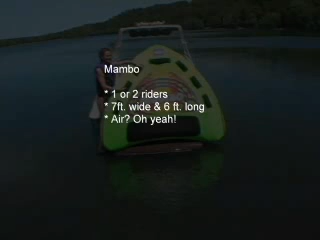 Mambo
* 1 or 2 riders
* 7ft. wide & 6 ft. long
* Air? Oh yeah!